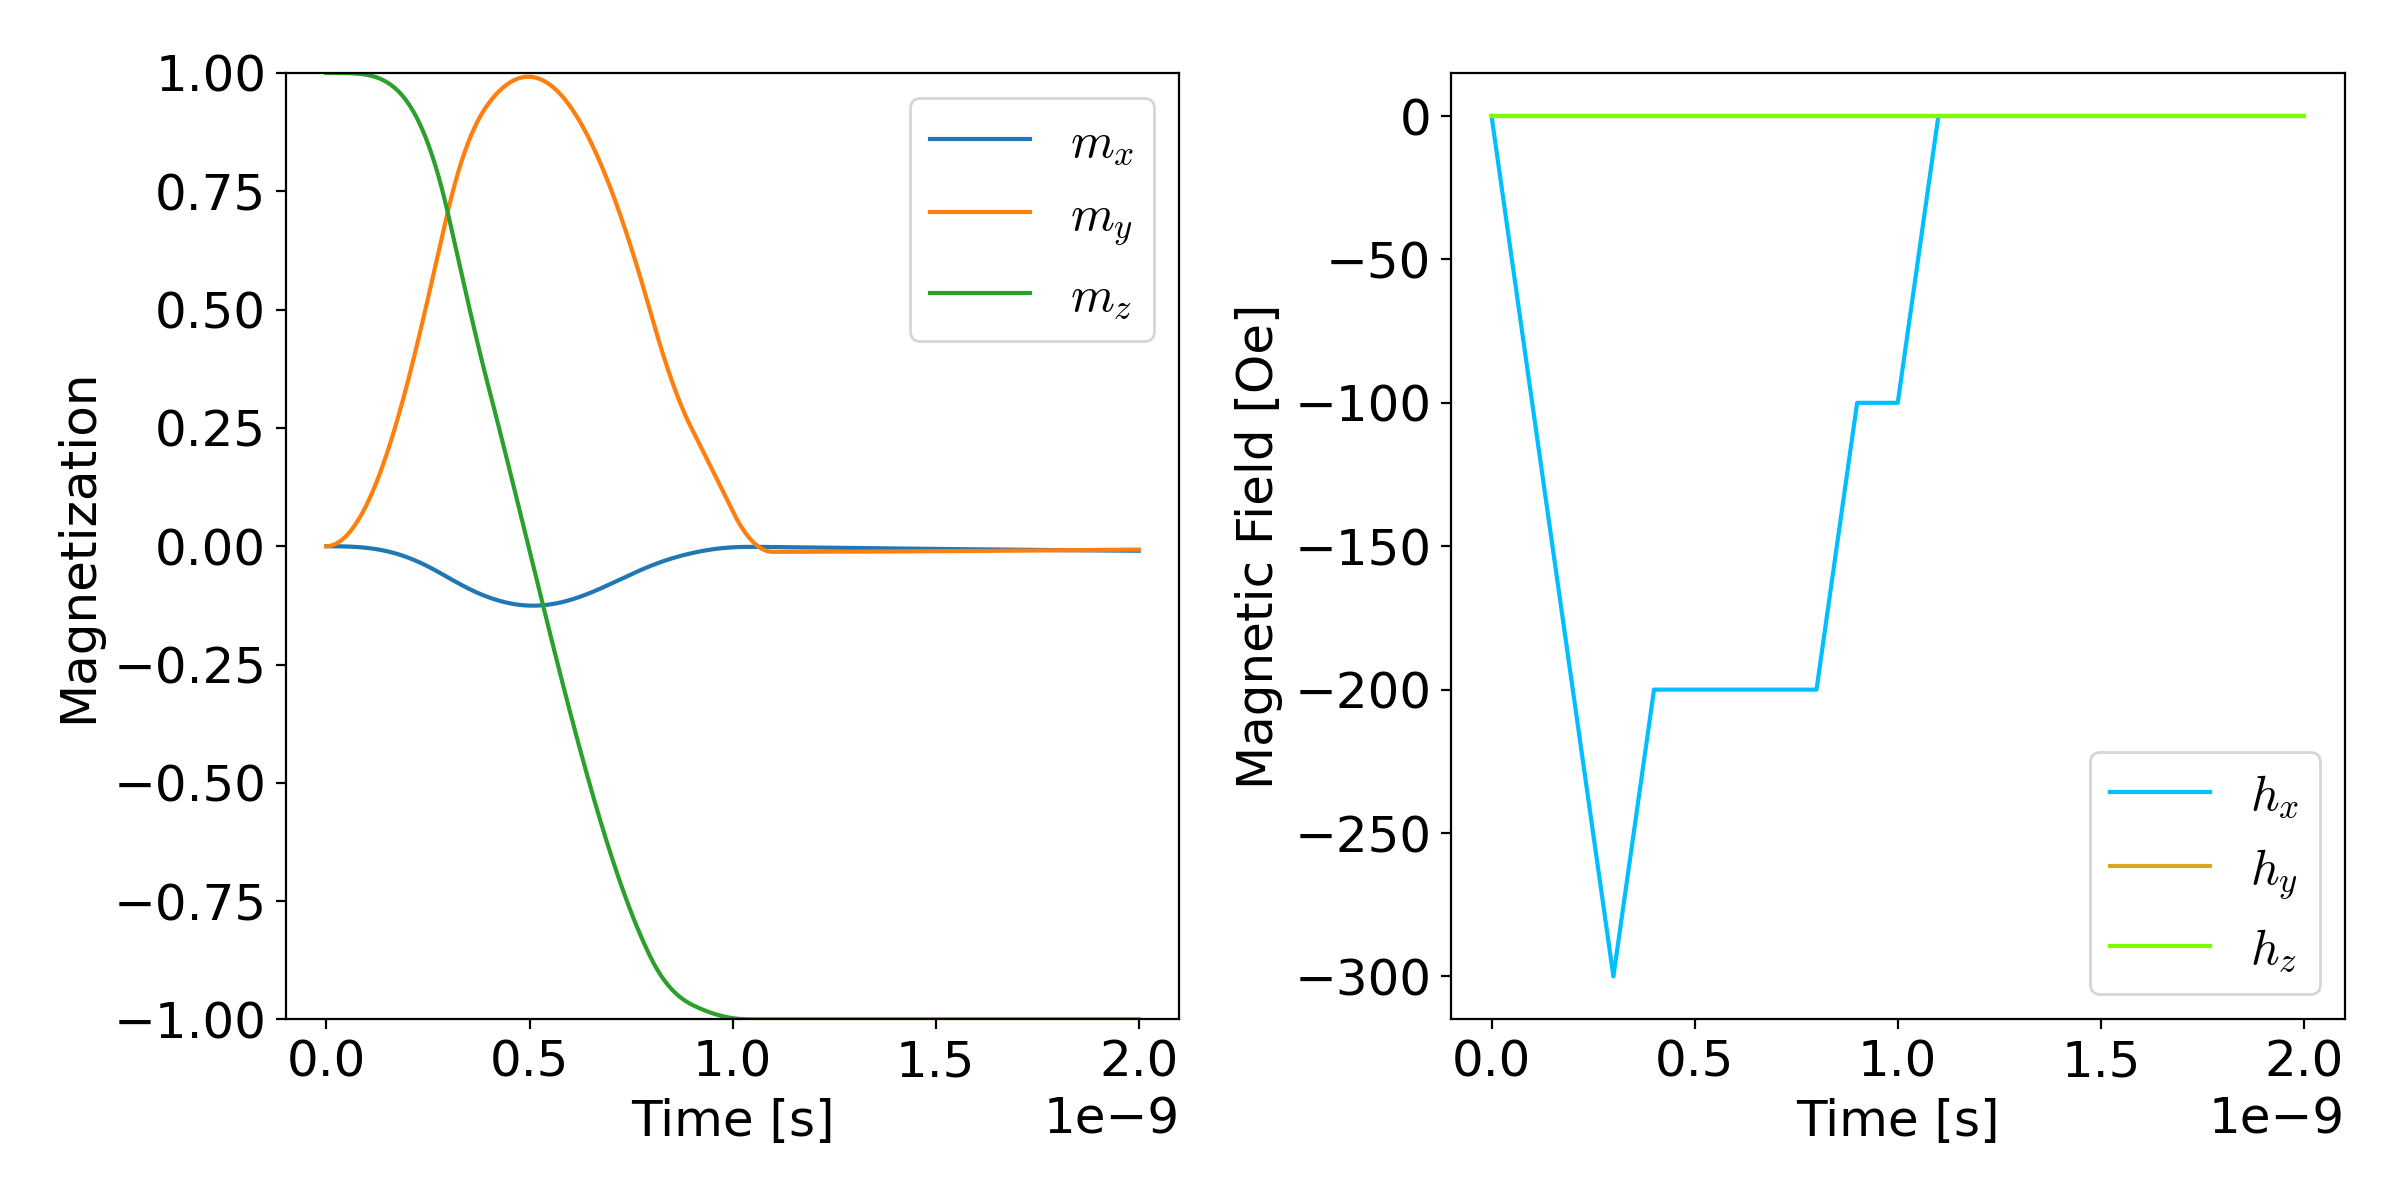 1.00
0.75
0.50
0.25
0.00
−0.25
−0.50
−0.75
−1.00
Magnetization
0.0 0.5 1.0 1.5 2.0
Time [s]
1e−9
m_x
m_y
m_z
0
−50
−100
−150
−200
−250
−300
Magnetic Field [Oe]
0.0 0.5 1.0 1.5 2.0
Time [s]
1e−9
h_x
h_y
h_z